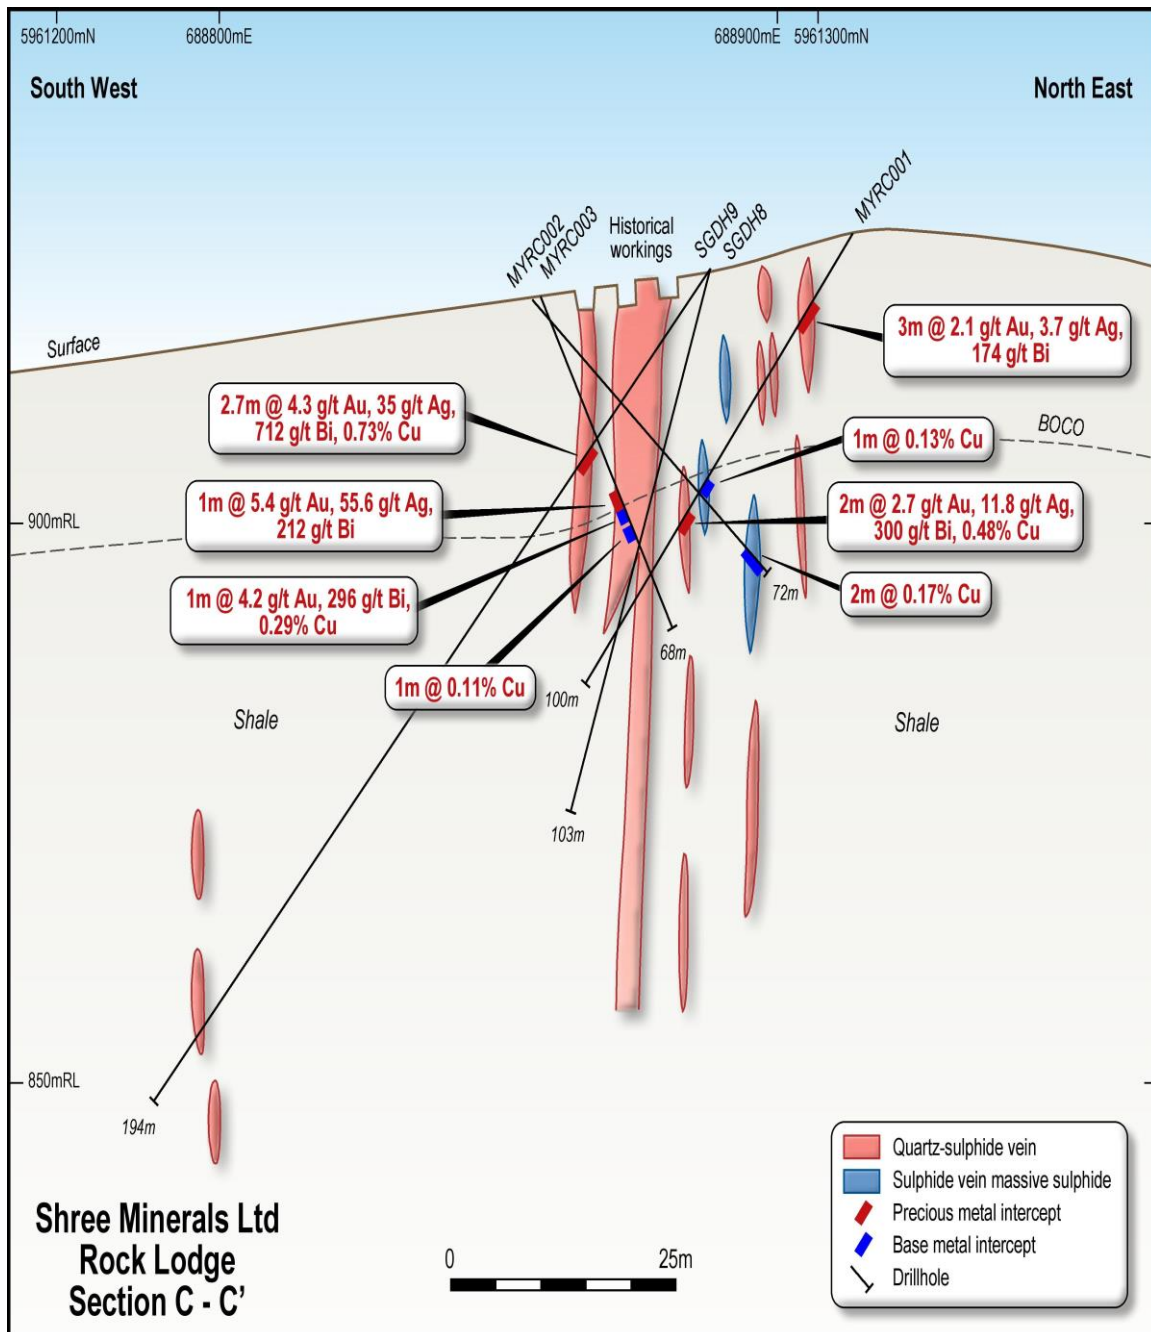 5961200mN
688800mE
688900mE
5961300mN
South West
North East
MYRC002
MYRC003
Historical
workings
SGDH9
SGDH8
MYRC001
Surface
3m @ 2.1 g/t Au, 3.7 g/t Ag,
174 g/t Bi
2.7m @ 4.3 g/t Au, 35 g/t Ag,
712 g/t Bi, 0.73% Cu
BOCO
1m @ 0.13% Cu
1m @ 5.4 g/t Au, 55.6 g/t Ag,
212 g/t Bi
2m @ 2.7 g/t Au, 11.8 g/t Ag,
300 g/t Bi, 0.48% Cu
900mRL
1m @ 4.2 g/t Au, 296 g/t Bi,
0.29% Cu
72m
2m @ 0.17% Cu
68m
1m @ 0.11% Cu
100m
Shale
Shale
103m
850mRL
194m
Quartz-sulphide vein
Sulphide vein massive sulphide
Precious metal intercept
Base metal intercept
Drillhole
Shree Minerals Ltd
Rock Lodge
Section C - C’
0
25m